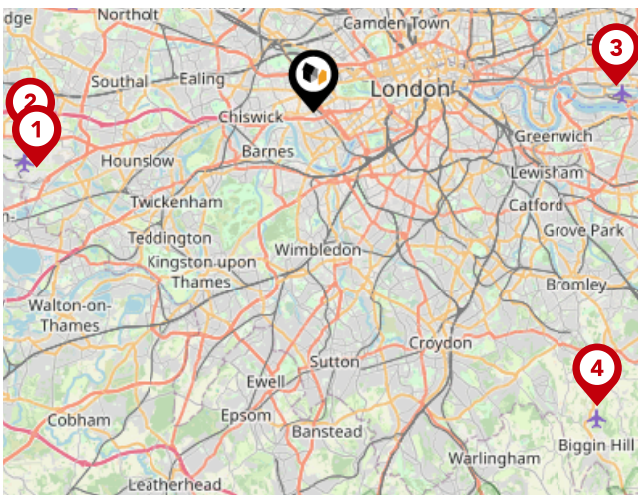 dge
Northolt
Camden Town
3
E
Southal
Ealing
London
2
1
Chiswick
Greenwich
Hounslow
Barnes
Lewisham
Twickenham
Catford
Grove Park
Teddington
Wimbledon
Kingston upon
Thames
n-
Bromley
Walton-on-
Thames
Croydon
Sutton
4
Ewell
Cobham
Epsom
Banstead
Biggin Hill
Warlingham
Leatherhead